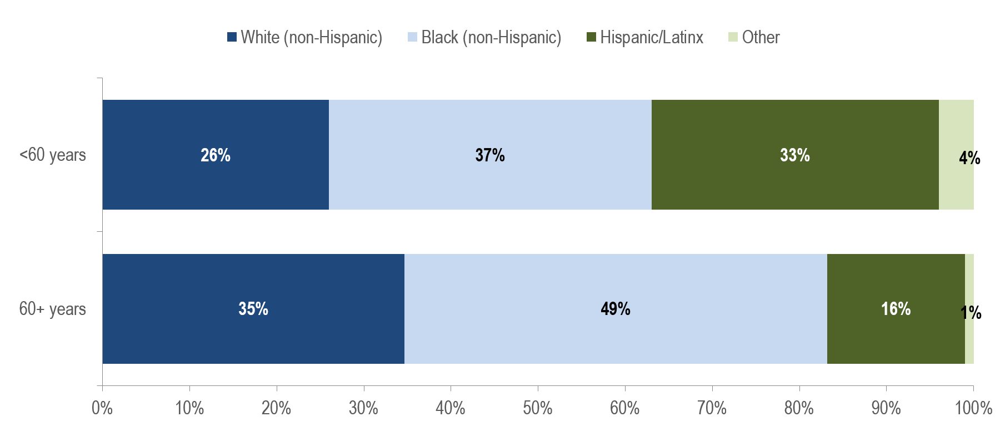 White (non-Hispanic) Black (non-Hispanic) Hispanic/Latinx Other
<60 years 26% 37% 33% 4%
60+ years 35% 49% 16% 1%
0% 10% 20% 30% 40% 50% 60% 70% 80% 90% 100%